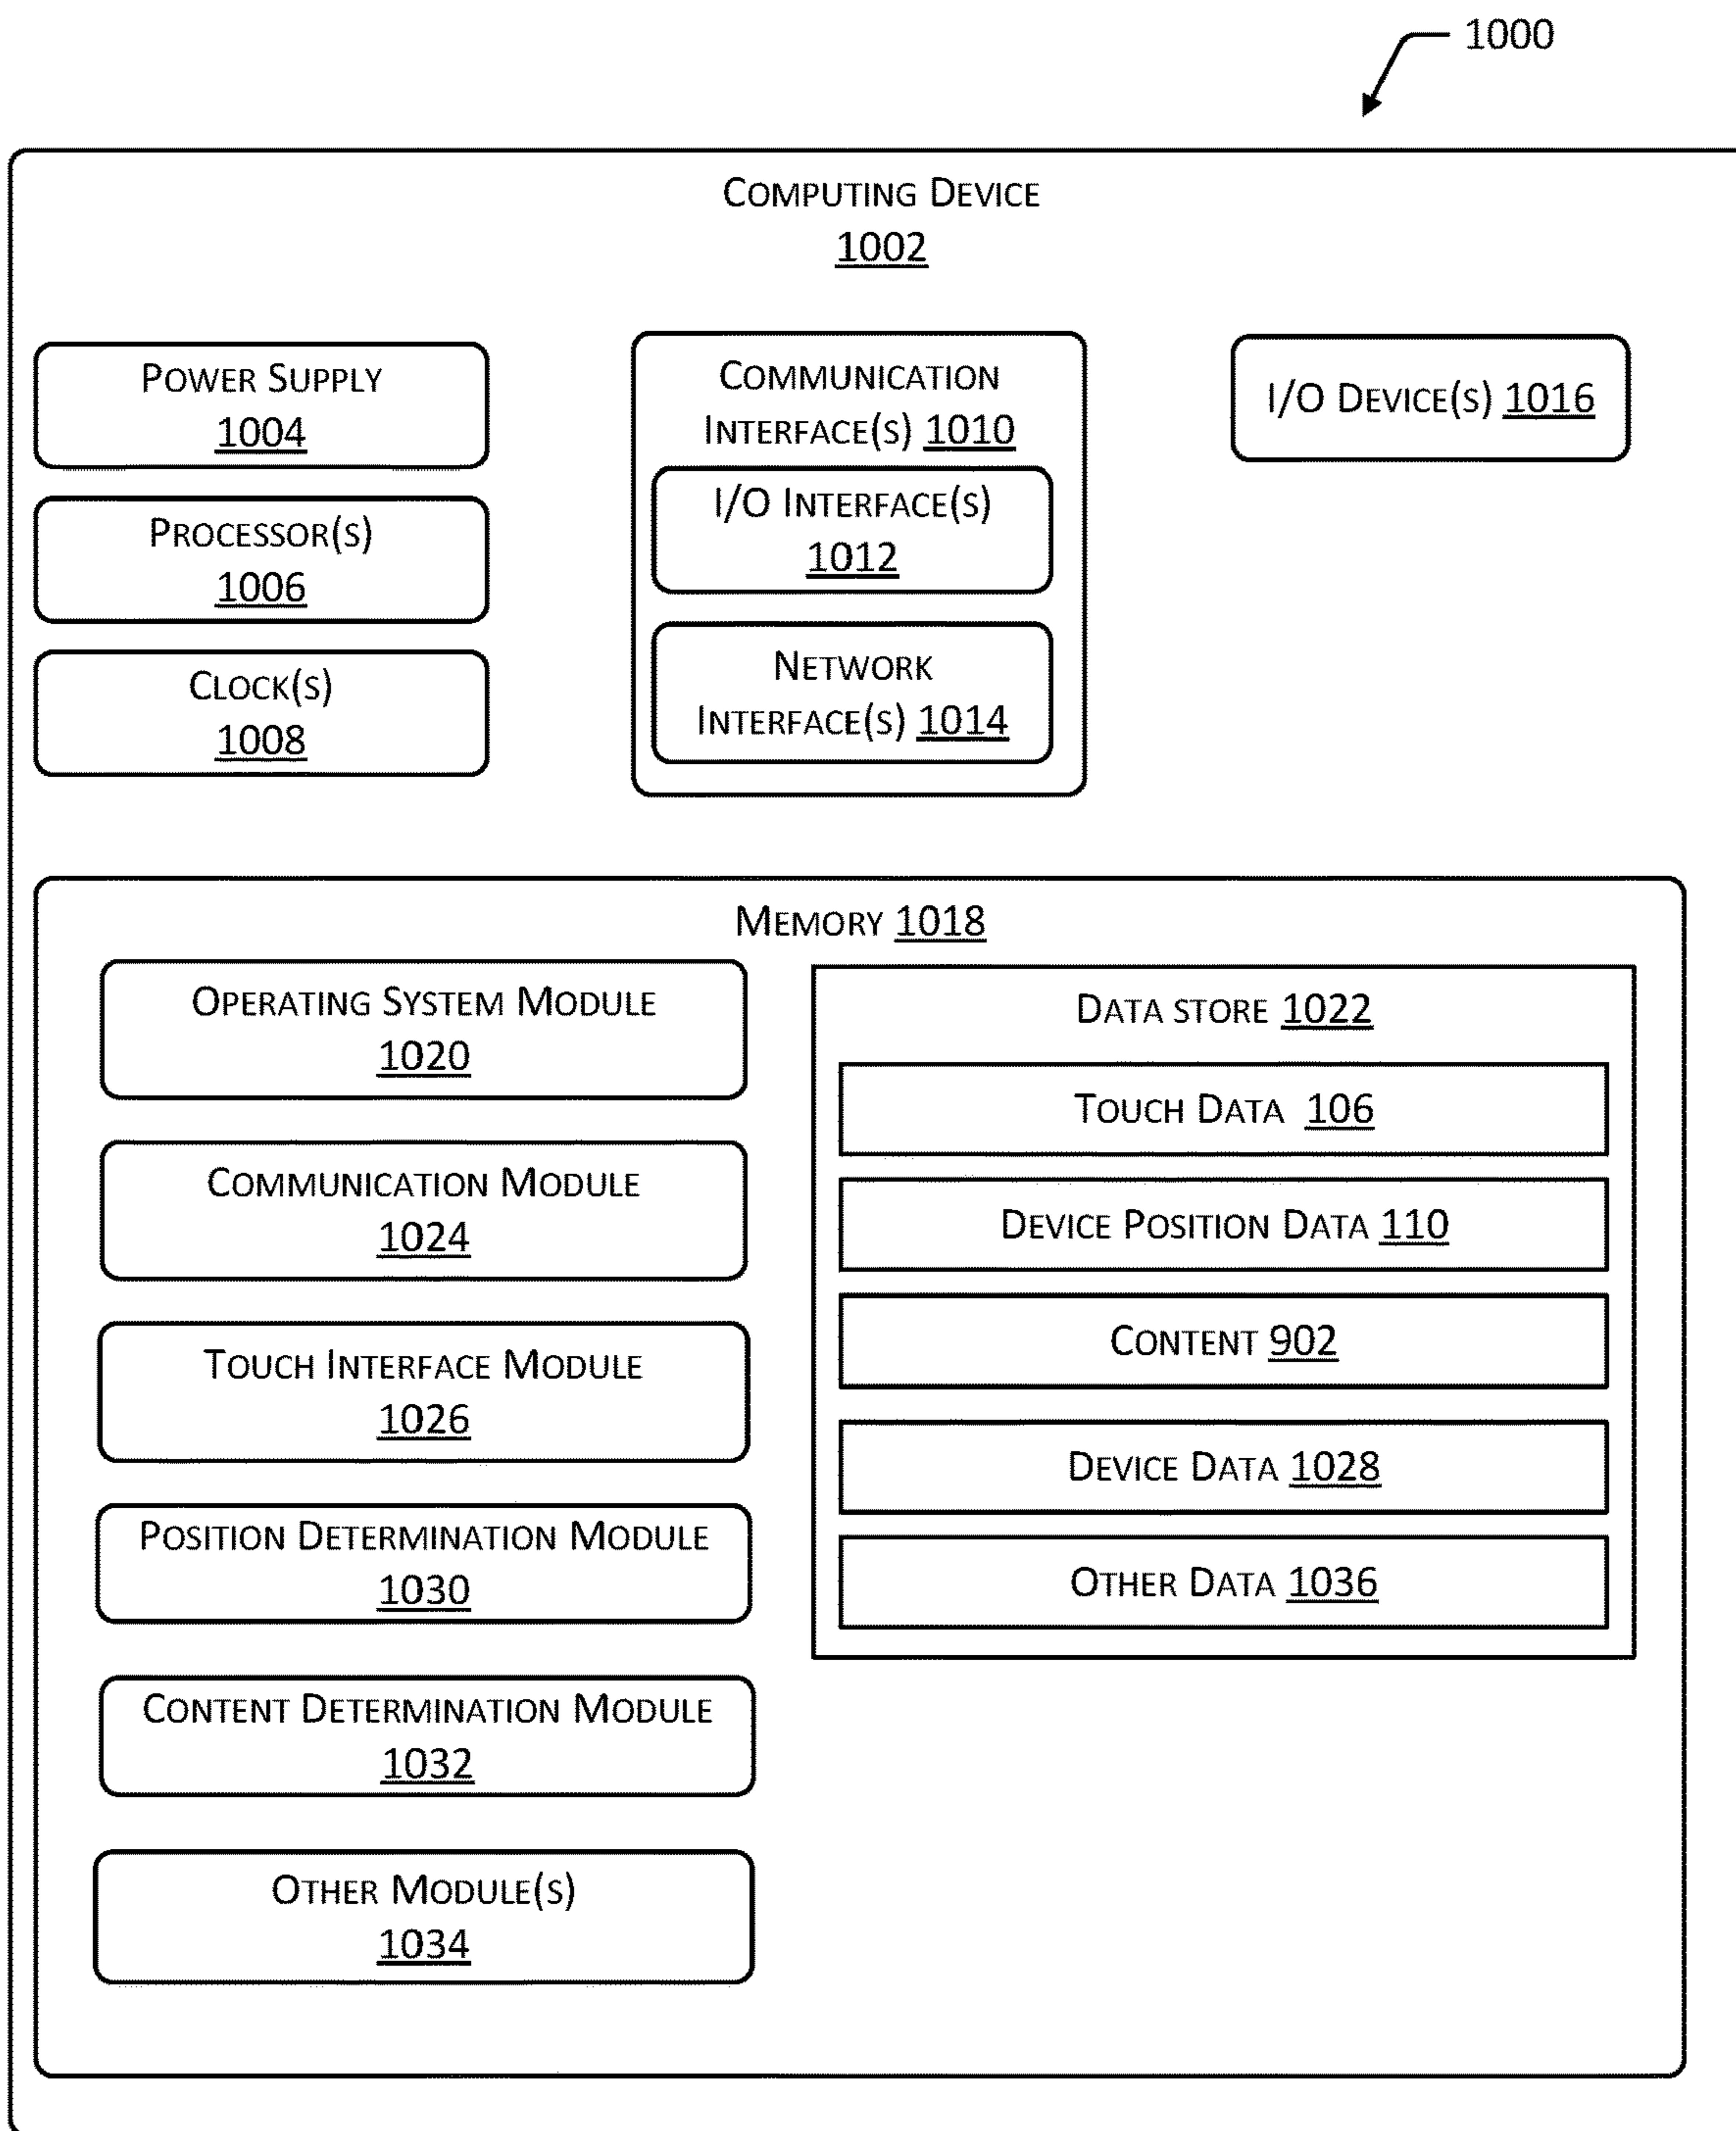 1000
COMPUTING DEVICE
1002
POWER SUPPLY
1004
PROCESSOR(S)
1006
CLOCK(S)
1008
COMMUNICATION
INTERFACE(S) 1010
I/O INTERFACE(S)
1012
NETWORK
INTERFACE(S) 1014
I/O DEVICE(S) 1016
MEMORY 1018
OPERATING SYSTEM MODULE
1020
COMMUNICATION MODULE
1024
TOUCH INTERFACE MODULE
1026
POSITION DETERMINATION MODULE
1030
CONTENT DETERMINATION MODULE
1032
OTHER MODULE(S)
1034
DATA STORE 1022
TOUCH DATA 106
DEVICE POSITION DATA 110
CONTENT 902
DEVICE DATA 1028
OTHER DATA 1036